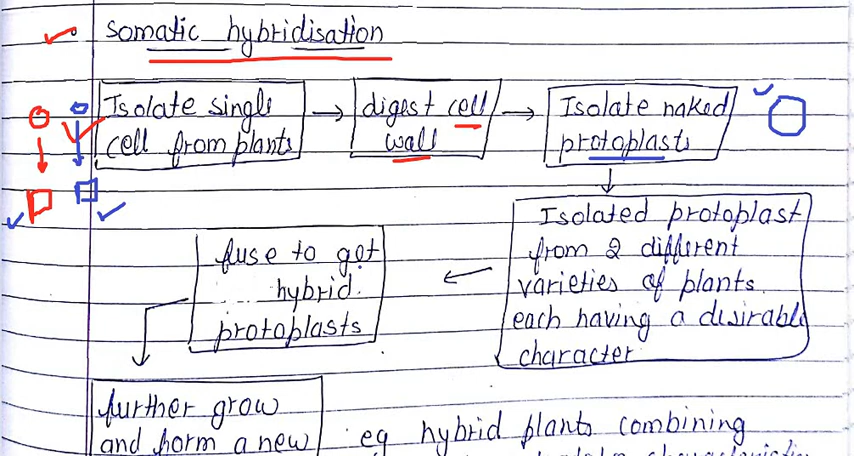 somatic hybridisation
Isolate single
cell from plants
digest cell
wall
Isolate naked
protoplasts
Isolated protoplast
from 2 different
varieties of plants
each having a desirable
character
fuse to get
hybrid
protoplasts
further grow
and form a new
eg hybrid plants combining